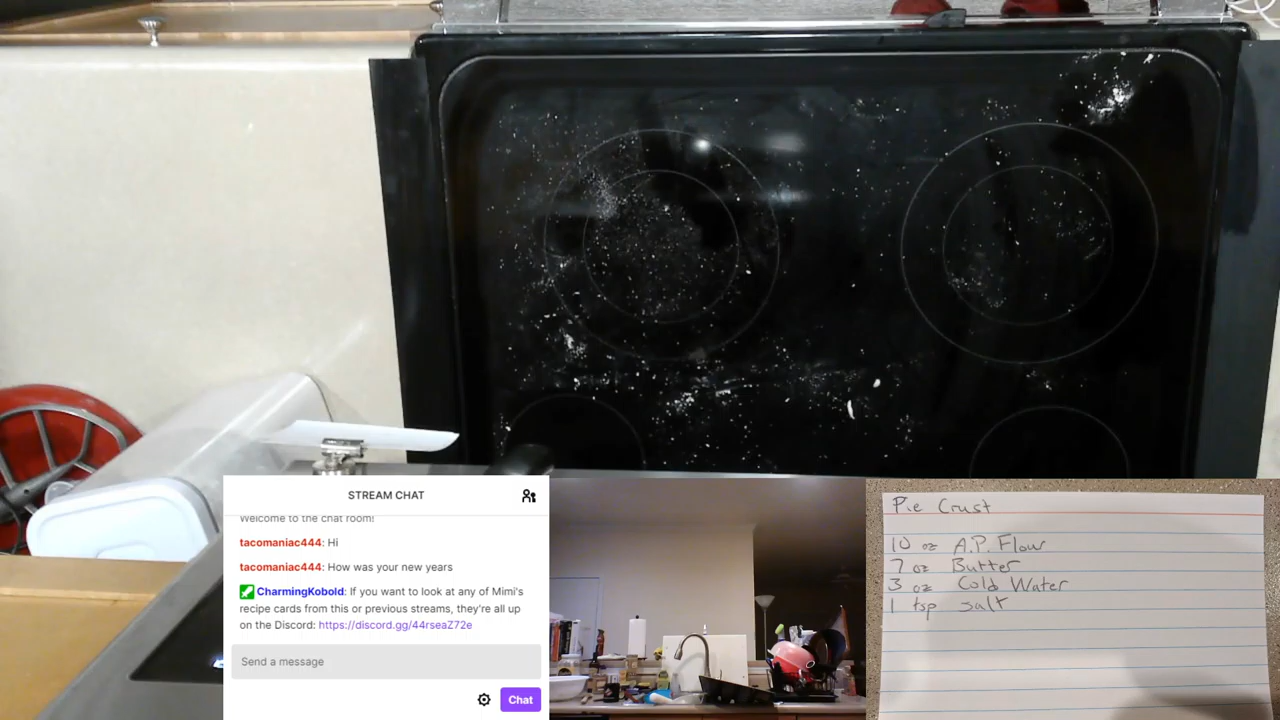 STREAM CHAT
Welcome to the chat room!
tacomaniac444: Hi
tacomaniac444: How was your new years
CharmingKobold: If you want to look at any of Mimi's
recipe cards from this or previous streams, they're all up
on the Discord: https://discord.gg/44rseaZ72e
Send a message
Chat
Pie Crust
10 oz A.P. Flour
7 oz Butter
3 oz Cold Water
1 tsp salt